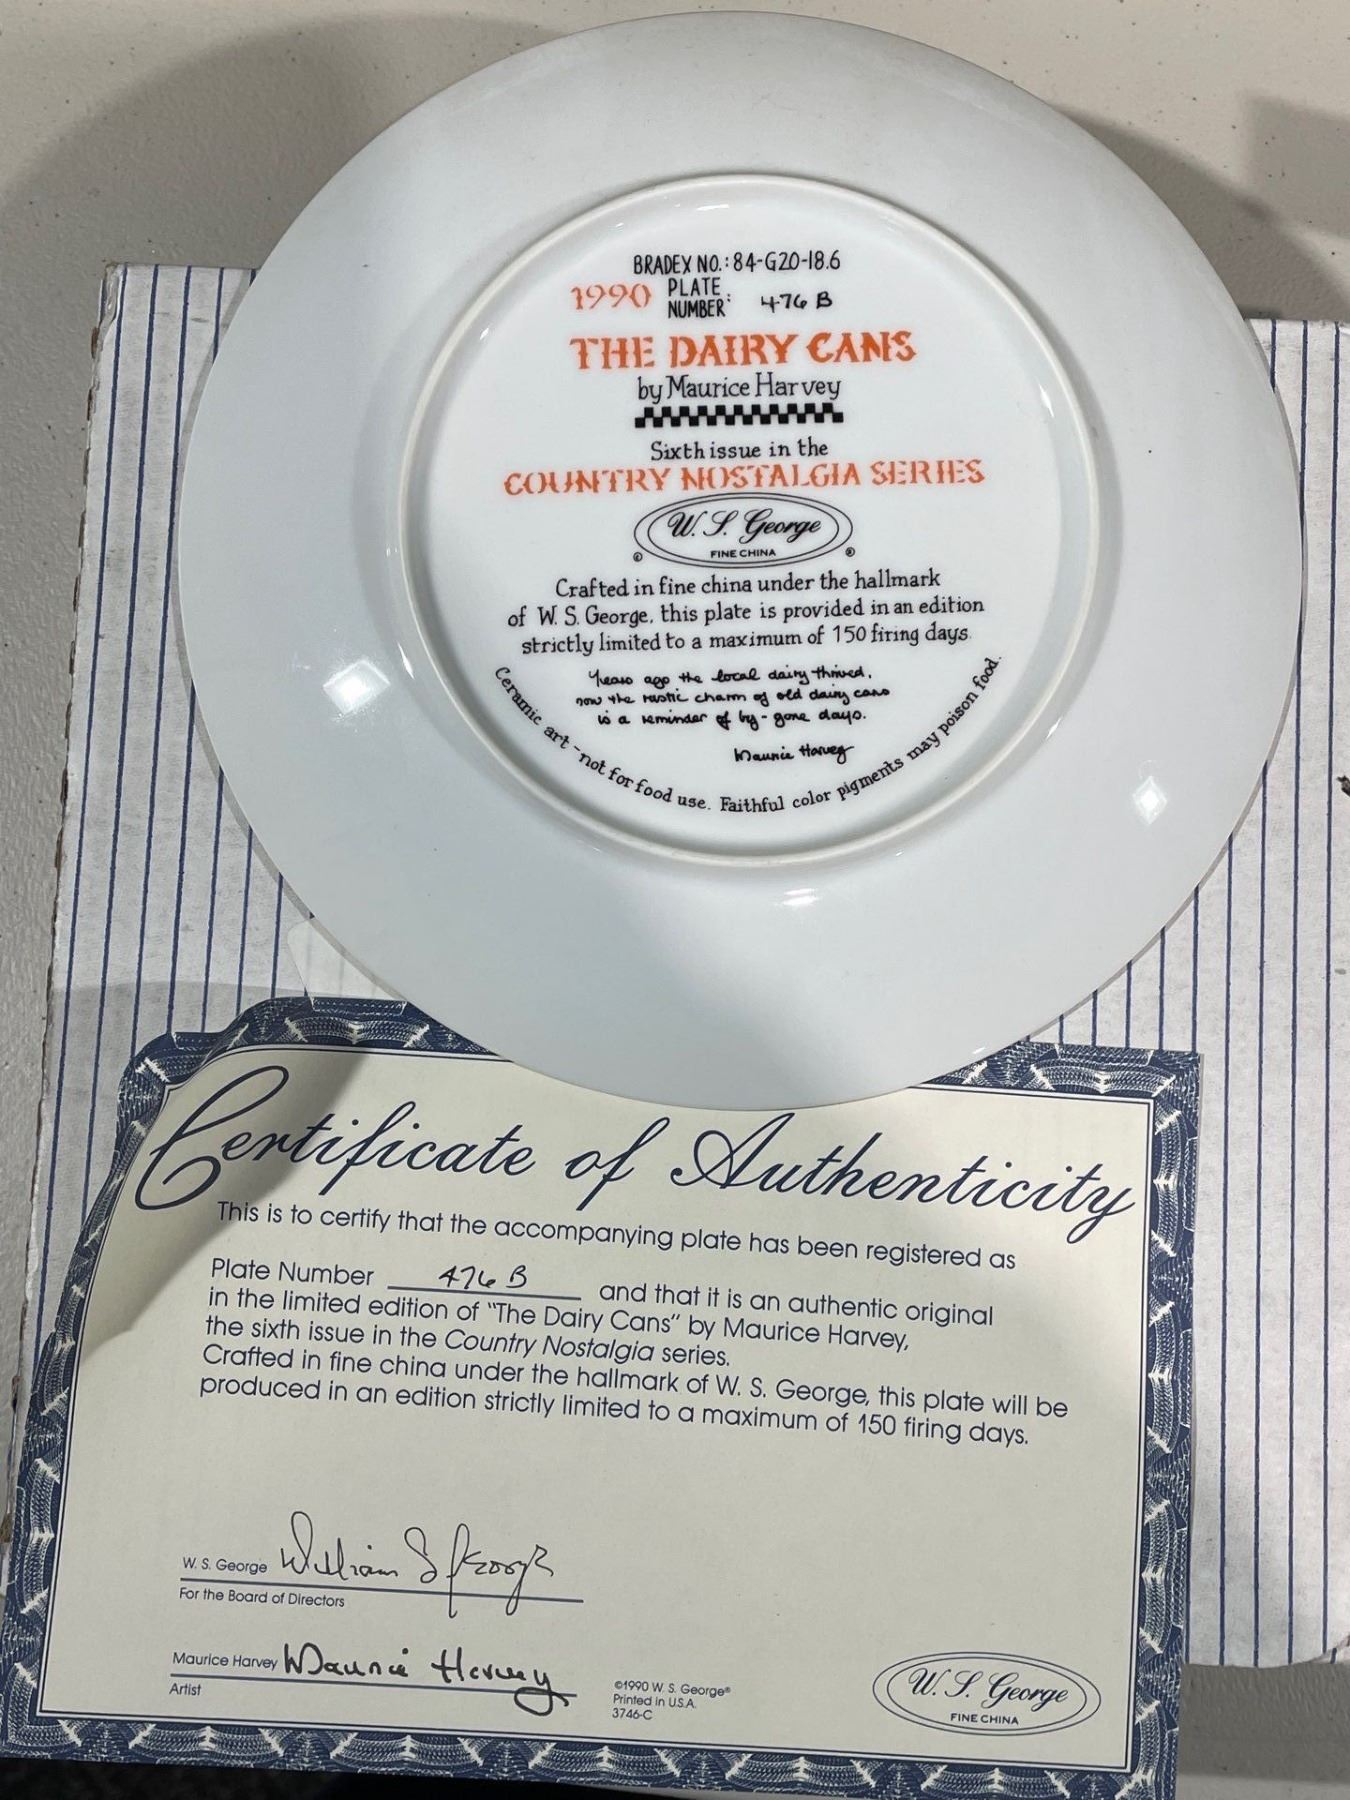 BRADEX NO.: 84-G20-18.6
1990 PLATE NUMBER: 476 B
THE DAIRY CANS
by Maurice Harvey
Sixth issue in the
COUNTRY NOSTALGIA SERIES
W. S. George
FINE CHINA
© ®
Crafted in fine china under the hallmark
of W. S. George, this plate is provided in an edition
strictly limited to a maximum of 150 firing days.
Years ago the local dairy thrived,
now the rustic charm of old dairy cans
is a reminder of by-gone days.
Maurice Harvey
Ceramic art - not for food use. Faithful color pigments may poison food.
Certificate of Authenticity
This is to certify that the accompanying plate has been registered as
Plate Number 476 B and that it is an authentic original
in the limited edition of "The Dairy Cans" by Maurice Harvey,
the sixth issue in the Country Nostalgia series.
Crafted in fine china under the hallmark of W. S. George, this plate will be
produced in an edition strictly limited to a maximum of 150 firing days.
W. S. George William S George
For the Board of Directors
Maurice Harvey Maurice Harvey
Artist
©1990 W. S. George®
Printed in U.S.A.
3746-C
W. S. George
FINE CHINA